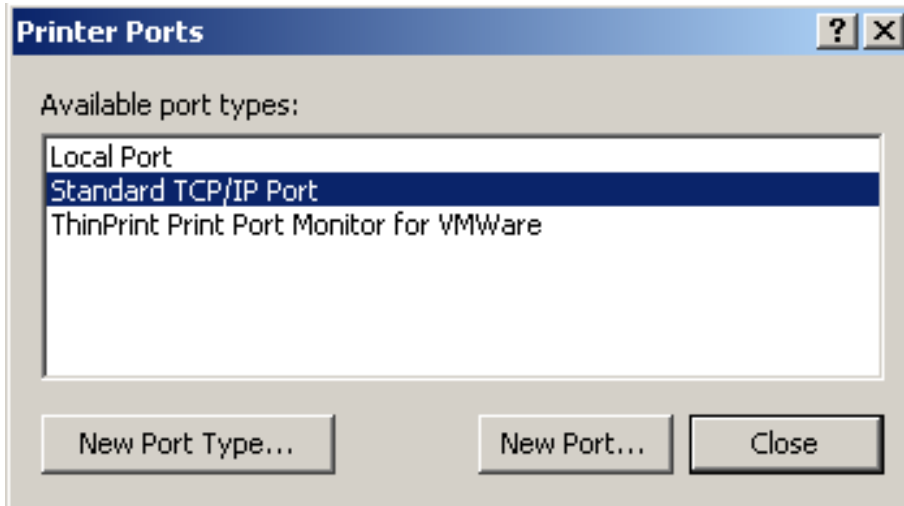 Printer Ports
? X
Available port types:
Local Port
Standard TCP/IP Port
ThinPrint Print Port Monitor for VMWare
New Port Type... New Port... Close